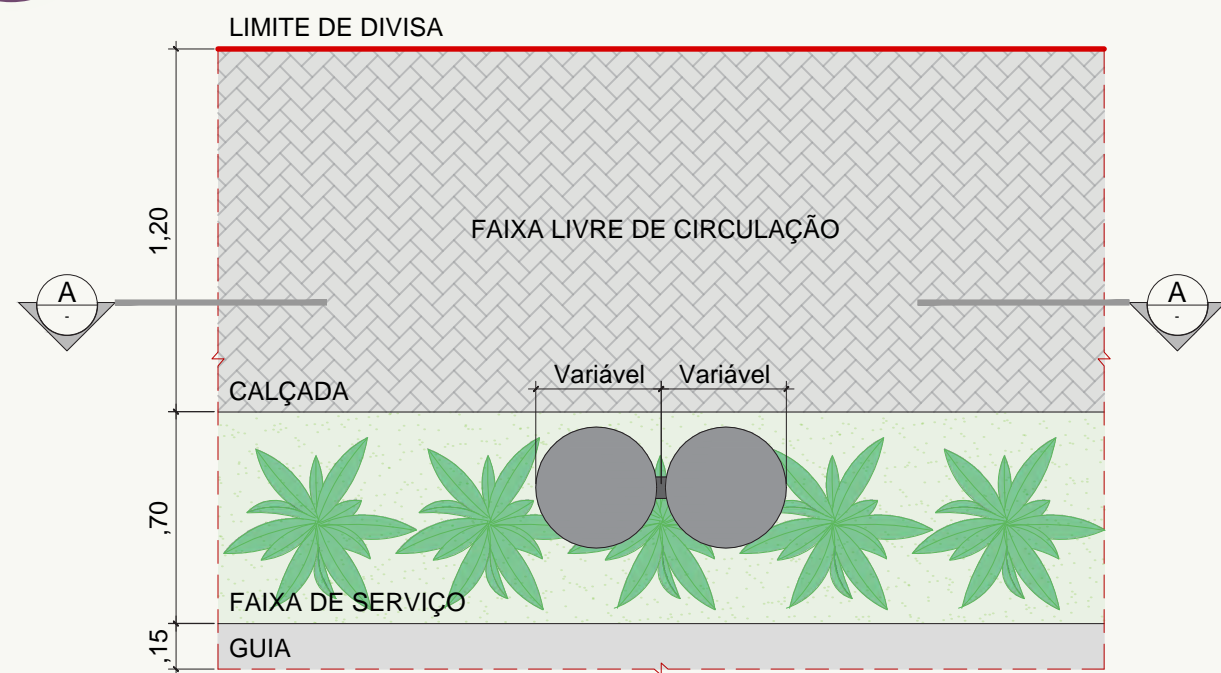 LIMITE DE DIVISA
1,20
FAIXA LIVRE DE CIRCULAÇÃO
A
-
A
-
Variável
Variável
CALÇADA
,70
FAIXA DE SERVIÇO
,15
GUIA